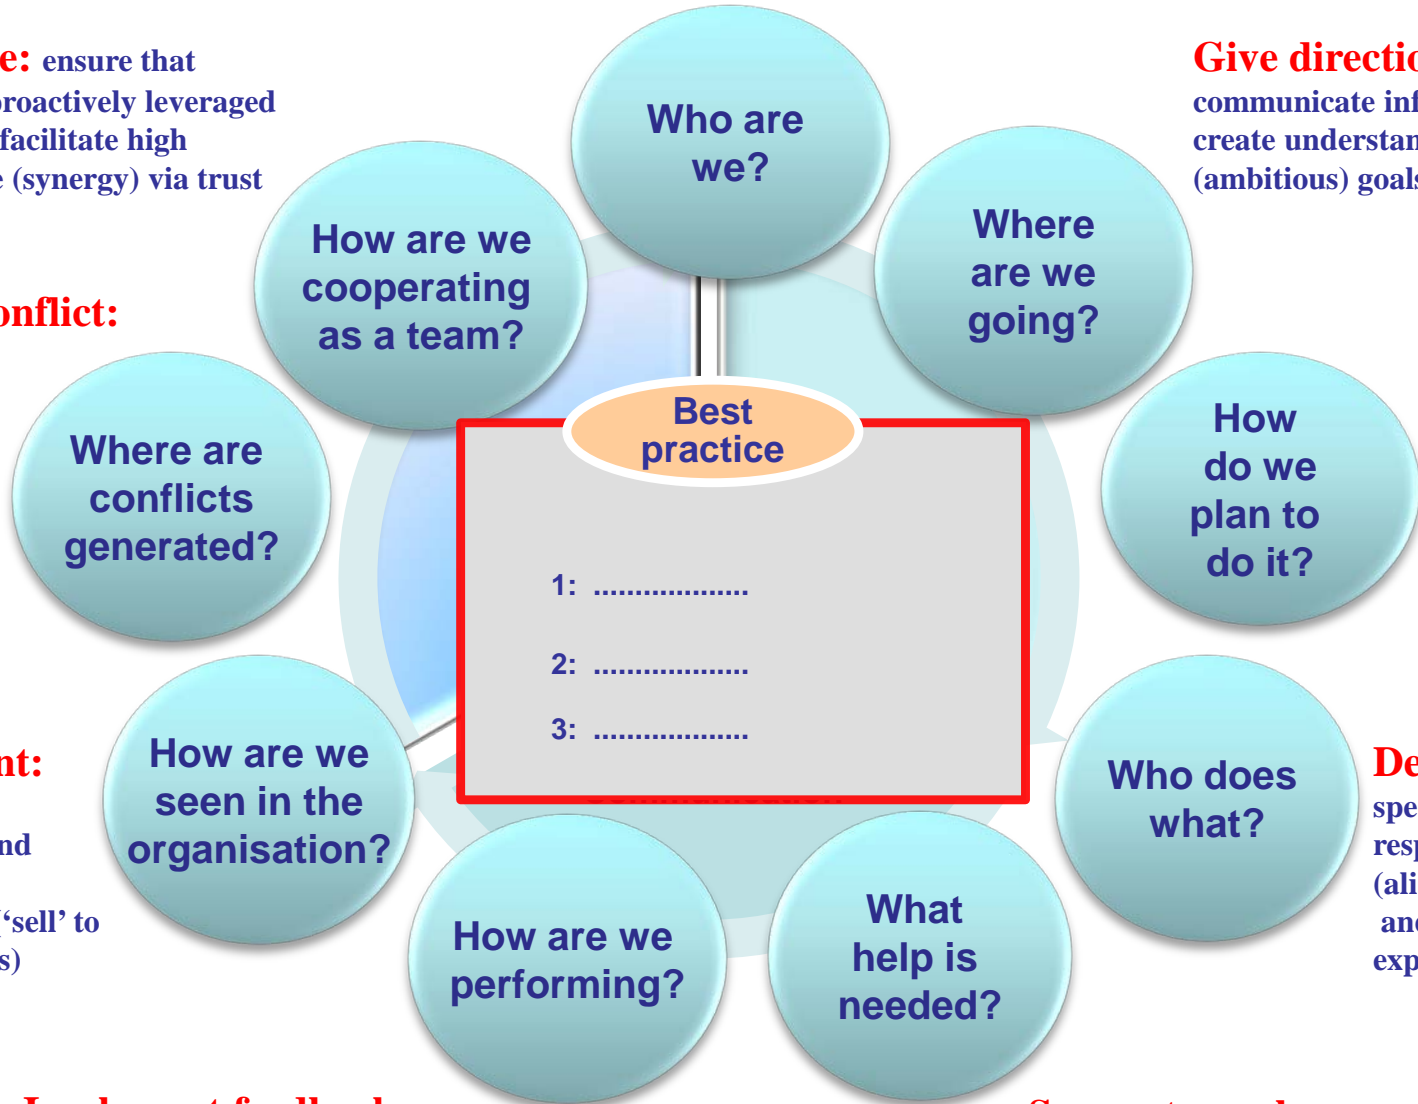 e: ensure that
proactively leveraged
facilitate high
e (synergy) via trust
Who are
we?
Give directio
communicate inf
create understan
(ambitious) goals
How are we
cooperating
as a team?
Where
are we
going?
onflict:
Where are
conflicts
generated?
Best
practice
1: ...................
2: ...................
3: ...................
How
do we
plan to
do it?
nt:
nd
(‘sell’ to
s)
How are we
seen in the
organisation?
Who does
what?
De
spe
resp
(ali
and
exp
How are we
performing?
What
help is
needed?